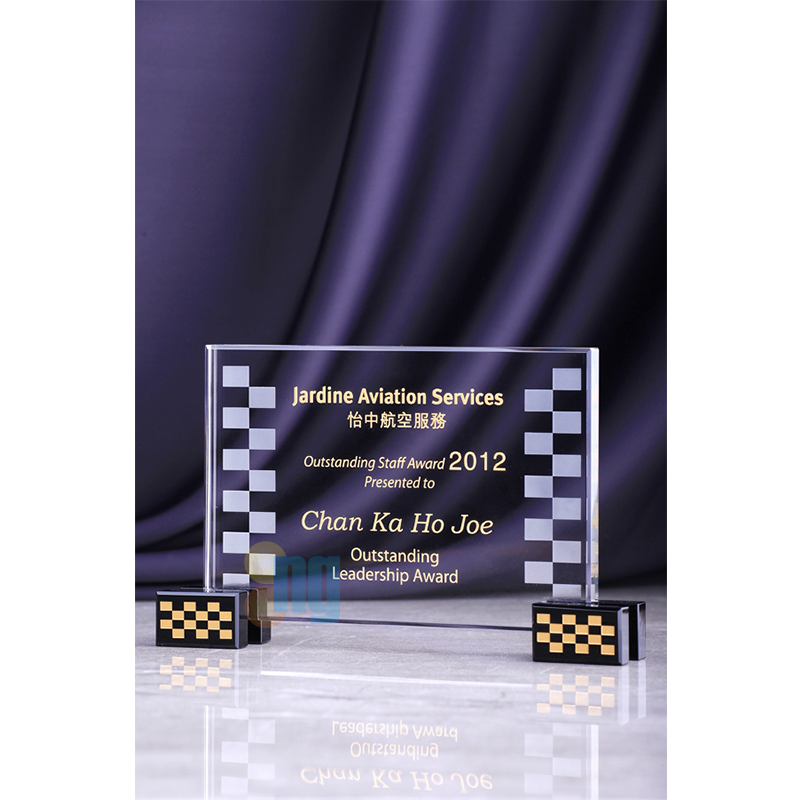 Jardine Aviation Services
怡中航空服務
Outstanding Staff Award 2012
Presented to
Chan Ka Ho Joe
Outstanding
Leadership Award
ing